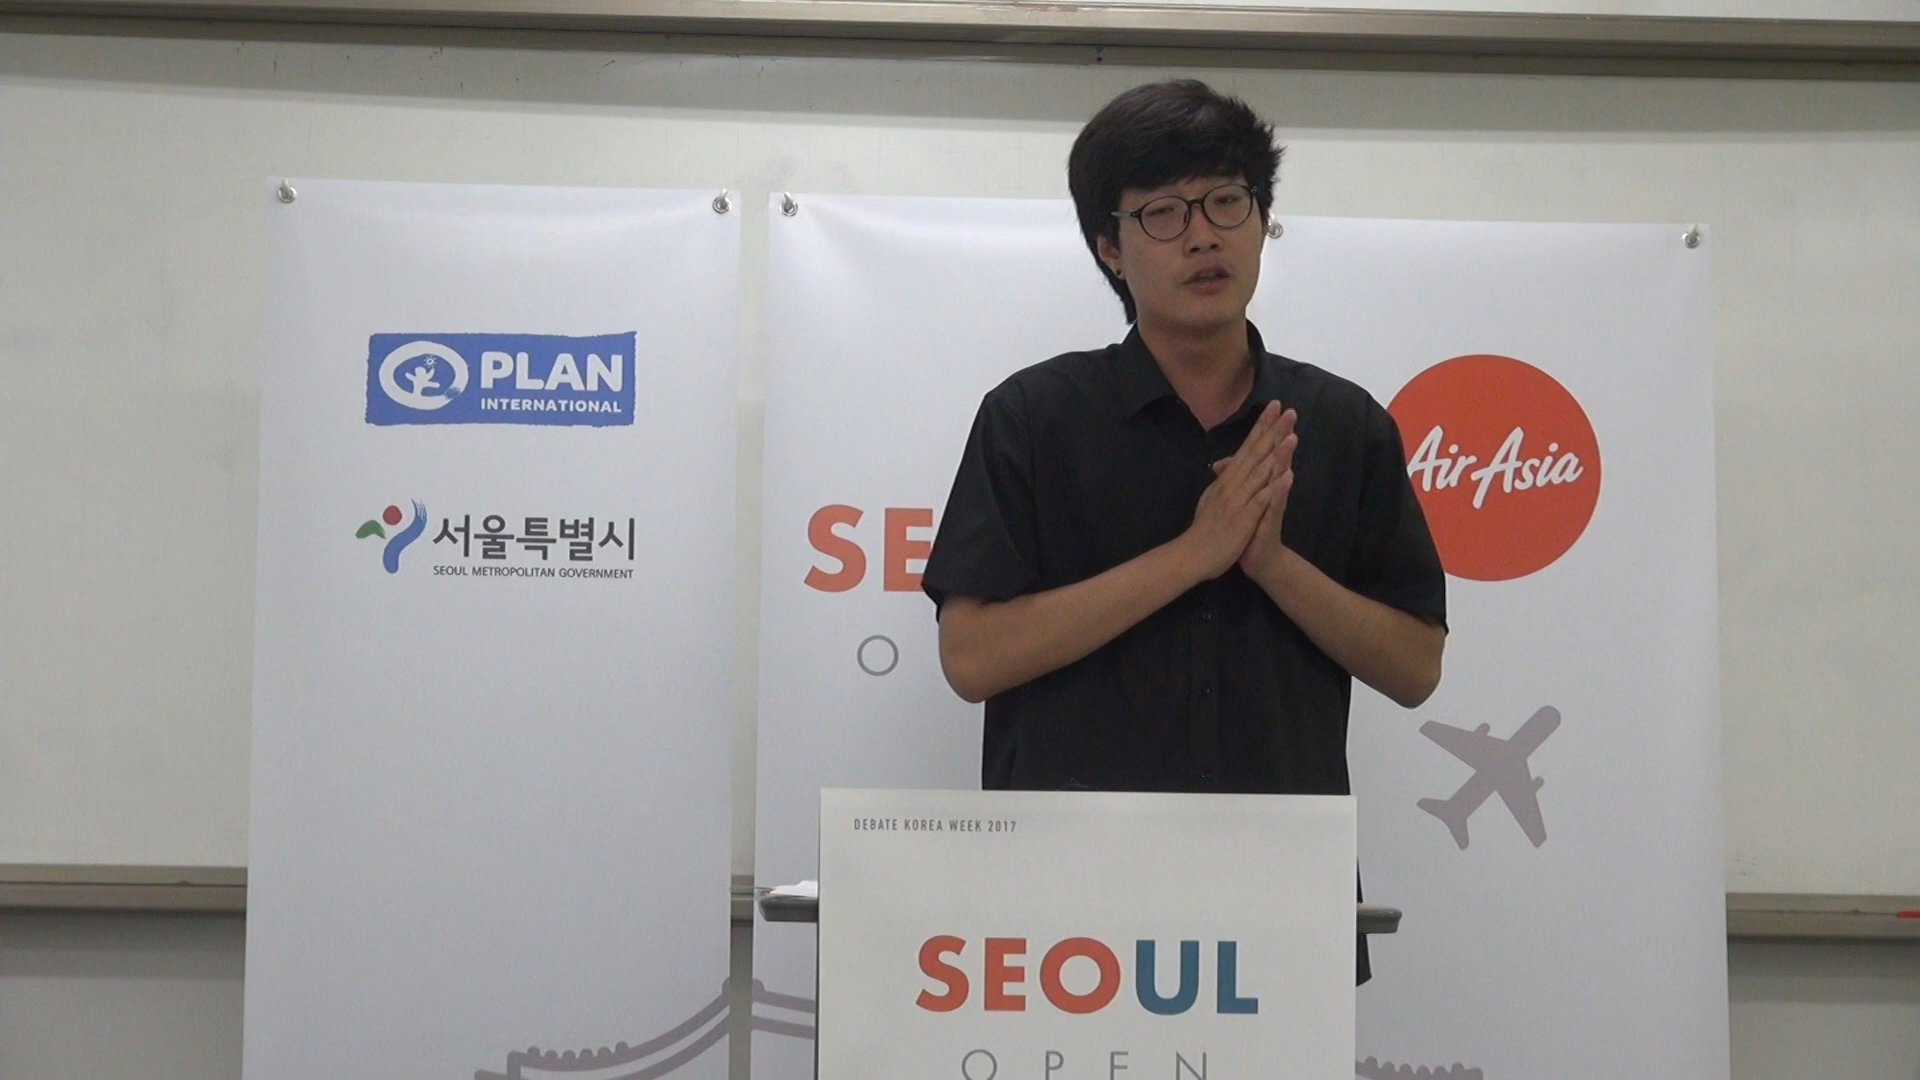 PLAN
INTERNATIONAL
서울특별시
SEOUL METROPOLITAN GOVERNMENT
SE
O
AirAsia
DEBATE KOREA WEEK 2017
SEOUL
OPEN